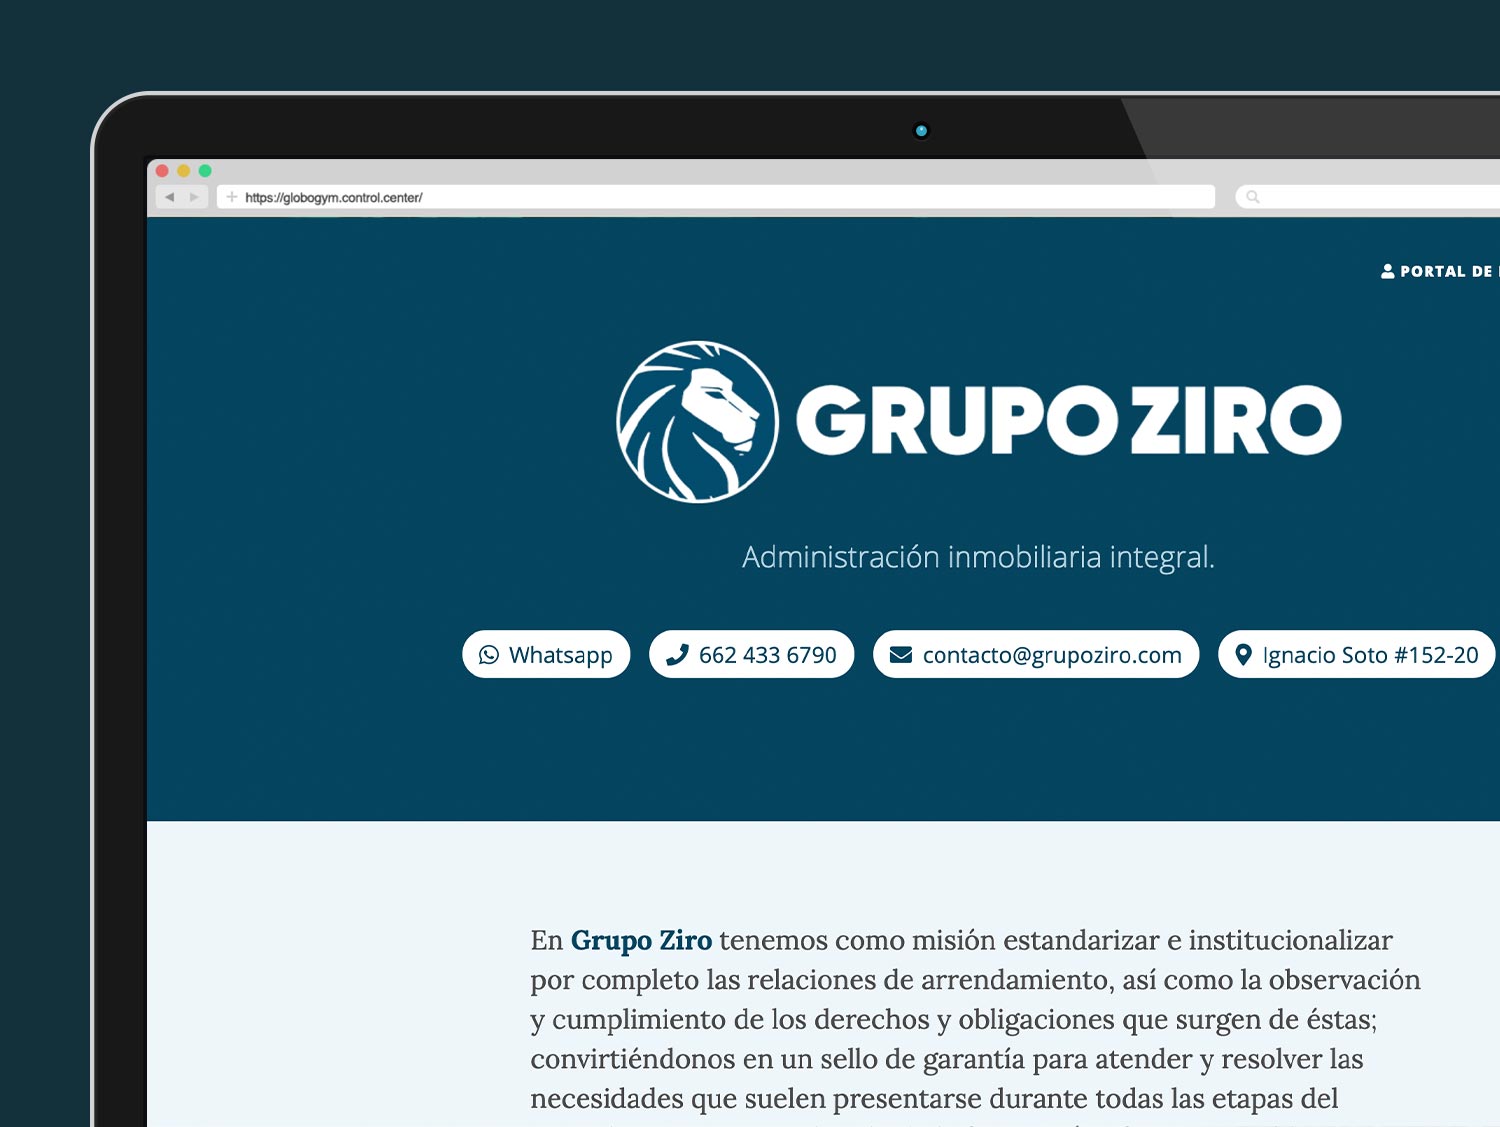 https://globogym.control.center/
PORTAL DE
GRUPO ZIRO
Administración inmobiliaria integral.
Whatsapp
662 433 6790
contacto@grupoziro.com
Ignacio Soto #152-20
En Grupo Ziro tenemos como misión estandarizar e institucionalizar
por completo las relaciones de arrendamiento, así como la observación
y cumplimiento de los derechos y obligaciones que surgen de éstas;
convirtiéndonos en un sello de garantía para atender y resolver las
necesidades que suelen presentarse durante todas las etapas del